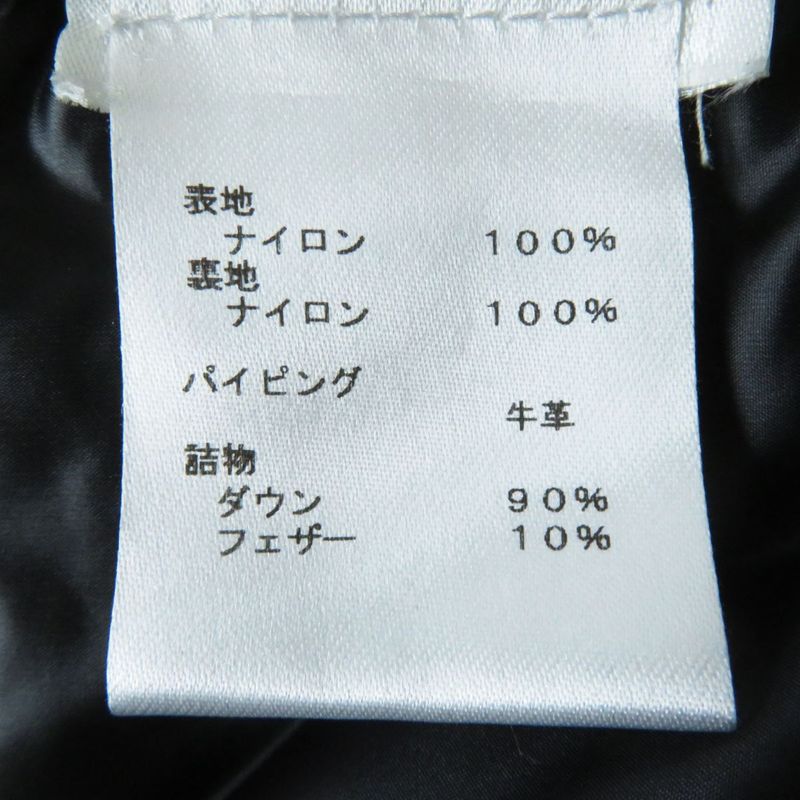 表地
ナイロン 100%
裏地
ナイロン 100%
パイピング
牛革
詰物
ダウン 90%
フェザー 10%